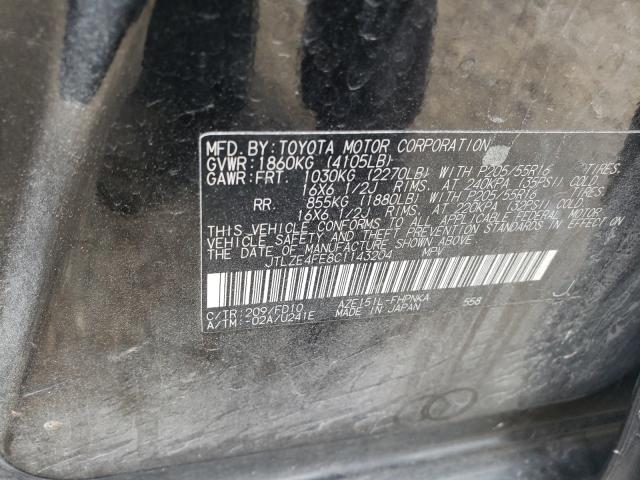 MFD.BY:TOYOTA MOTOR CORPORATION
GVWR:1860KG (4105LB)
GAWR:FRT. 1030KG (2270LB) WITH P205/55R16 TIRES.
16X6 1/2J RIMS. AT 240KPA (35PSI) COLD
RR. 855KG (1880LB) WITH P205/55R16 TIRES.
16X6 1/2J RIMS. AT 220KPA (32PSI) COLD
THIS VEHICLE CONFORMS TO ALL APPLICABLE FEDERAL MOTOR
VEHICLE SAFETY AND THEFT PREVENTION STANDARDS IN EFFECT ON
THE DATE OF MANUFACTURE SHOWN ABOVE.
JTLZE4FE8C1143204 MPV
C/TR:209/FD10 AZE151L-FHPNKA
A/TM:-02A/U241E MADE IN JAPAN 558 J